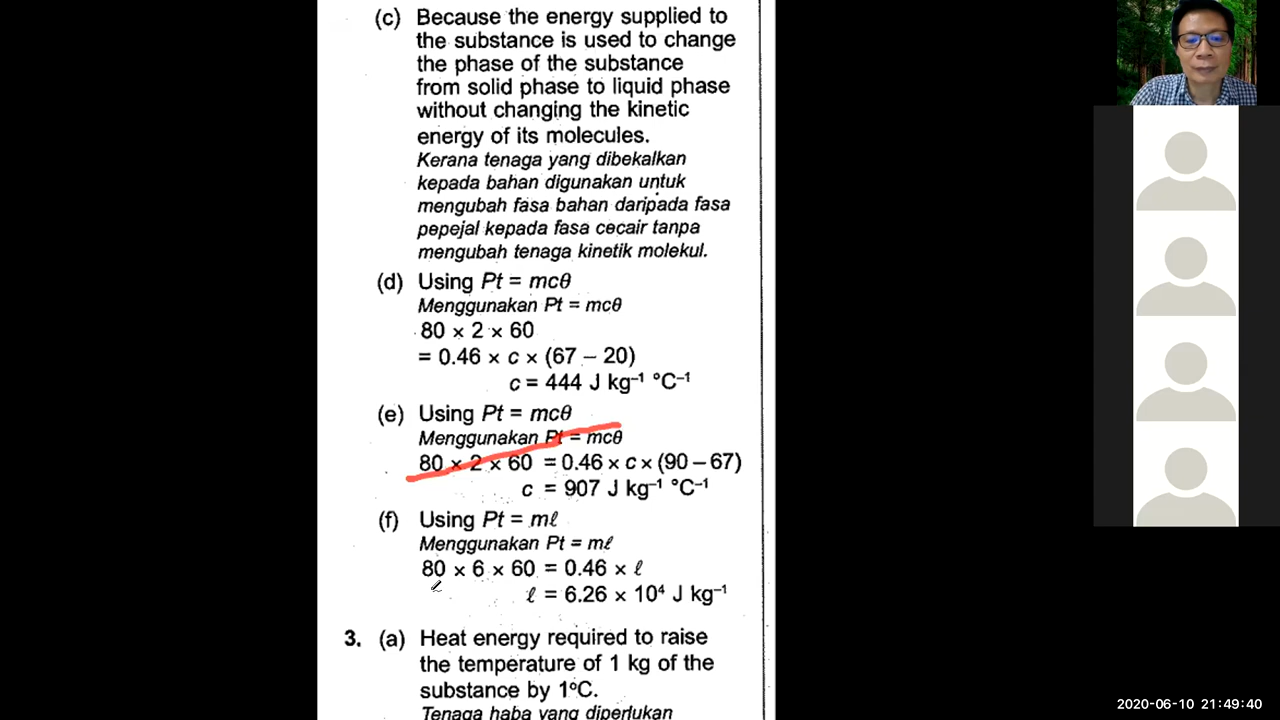 (c) Because the energy supplied to
the substance is used to change
the phase of the substance
from solid phase to liquid phase
without changing the kinetic
energy of its molecules.
Kerana tenaga yang dibekalkan
kepada bahan digunakan untuk
mengubah fasa bahan daripada fasa
pepejal kepada fasa cecair tanpa
mengubah tenaga kinetik molekul.
(d) Using Pt = mcθ
Menggunakan Pt = mcθ
80 × 2 × 60
= 0.46 × c × (67 – 20)
c = 444 J kg⁻¹ °C⁻¹
(e) Using Pt = mcθ
Menggunakan Pt = mcθ
80 × 2 × 60 = 0.46 × c × (90 – 67)
c = 907 J kg⁻¹ °C⁻¹
(f) Using Pt = mℓ
Menggunakan Pt = mℓ
80 × 6 × 60 = 0.46 × ℓ
ℓ = 6.26 × 10⁴ J kg⁻¹
3. (a) Heat energy required to raise
the temperature of 1 kg of the
substance by 1°C.
Tenaga haba yang diperlukan
2020-06-10 21:49:40